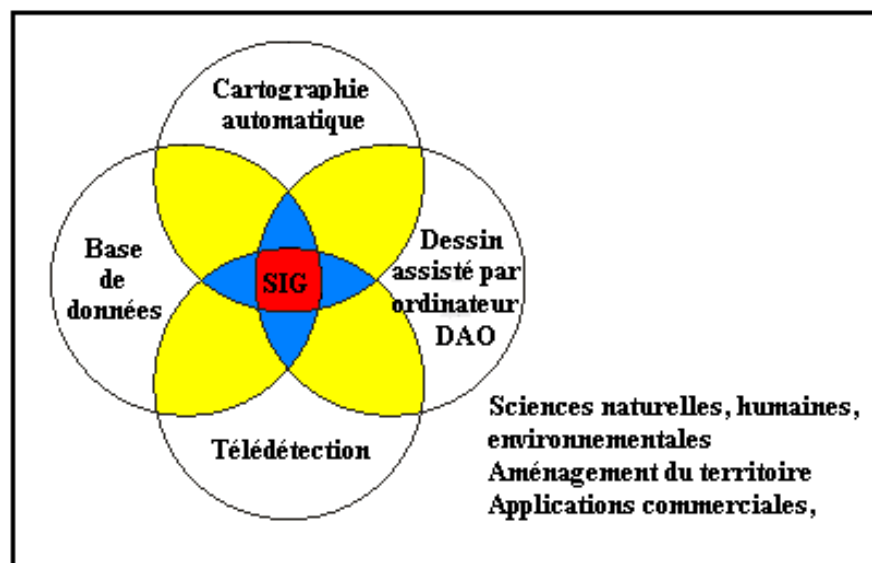 Cartographie
automatique
Base
de
données
SIG
Dessin
assisté par
ordinateur
DAO
Télédétection
Sciences naturelles, humaines,
environnementales
Aménagement du territoire
Applications commerciales,